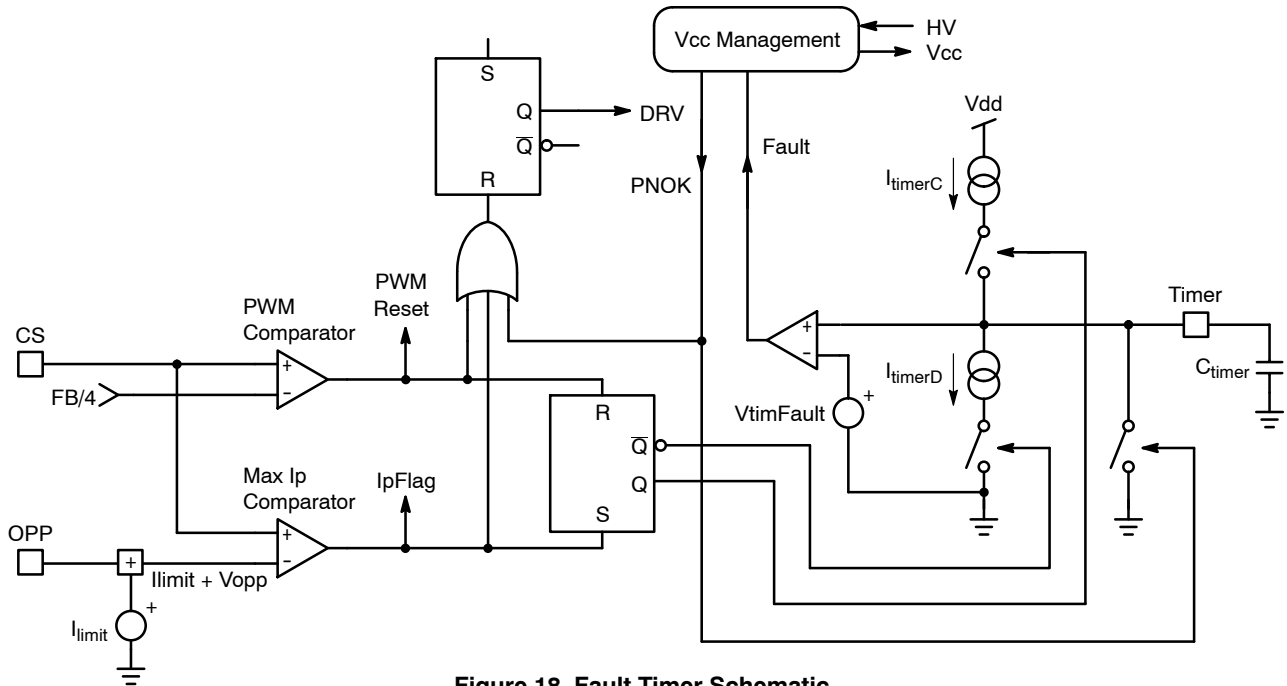 Vcc Management
HV
Vcc
S
Q
DRV
Q
R
PNOK
Fault
Vdd
ItimerC
PWM
Comparator
PWM
Reset
Timer
CS
+
−
FB/4
+
−
ItimerD
Ctimer
VtimFault
+
R
Q
Q
S
Max Ip
Comparator
IpFlag
OPP
+
+
−
Ilimit + Vopp
Ilimit
+
Figure 18. Fault Timer Schematic